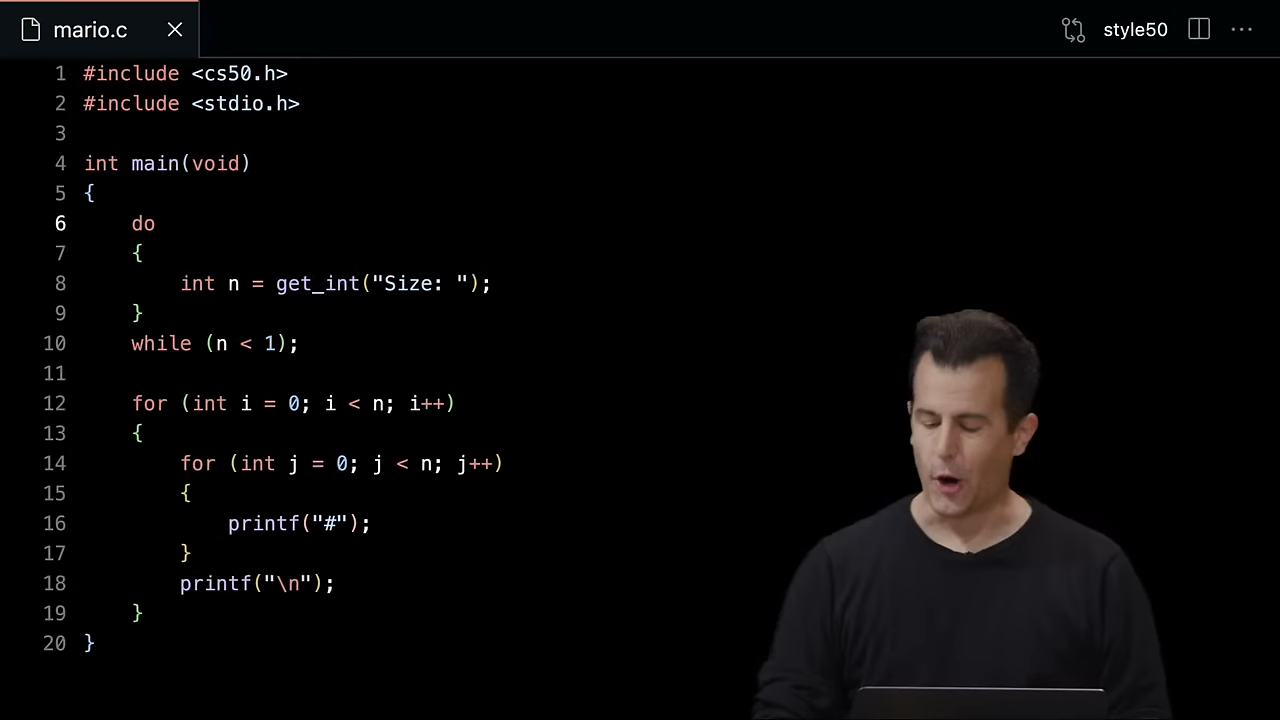 mario.c
style50
1 #include <cs50.h>
2 #include <stdio.h>
3
4 int main(void)
5 {
6     do
7     {
8         int n = get_int("Size: ");
9     }
10     while (n < 1);
11
12     for (int i = 0; i < n; i++)
13     {
14         for (int j = 0; j < n; j++)
15         {
16             printf("#");
17         }
18         printf("\n");
19     }
20 }